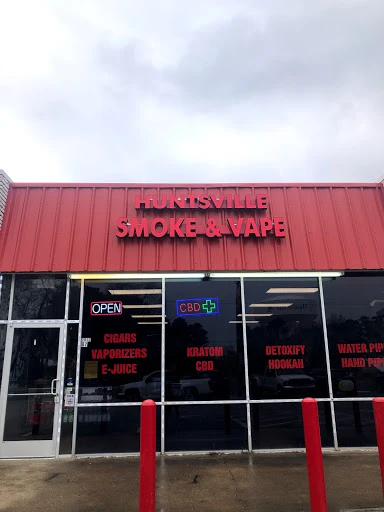 HUNTSVILLE
SMOKE & VAPE
OPEN
CBD
CIGARS
VAPORIZERS
E-JUICE
KRATOM
CBD
DETOXIFY
HOOKAH
WATER PIP
HAND PIP